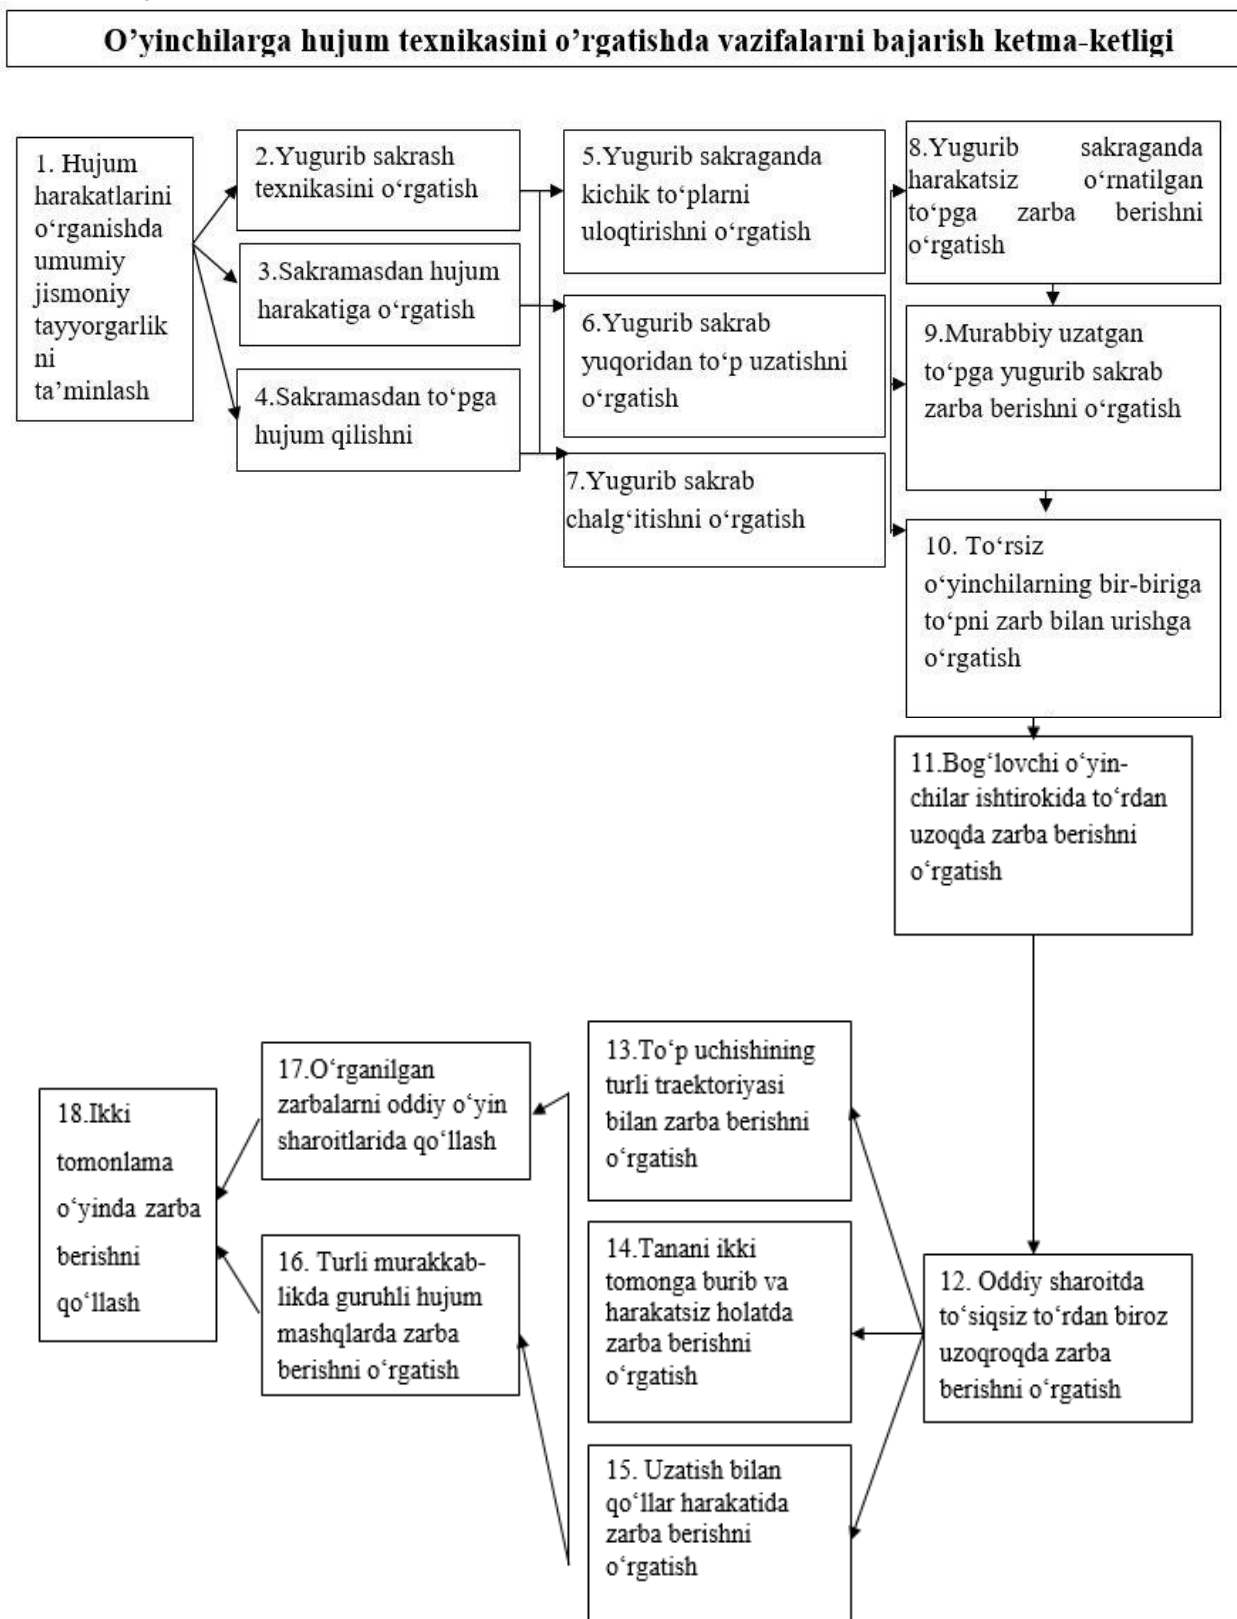 O’yinchilarga hujum texnikasini o’rgatishda vazifalarni bajarish ketma-ketligi
1. Hujum
harakatlarini
o‘rganishda
umumiy
jismoniy
tayyorgarlik
ni
ta’minlash
2.Yugurib sakrash
texnikasini o‘rgatish
3.Sakramasdan hujum
harakatiga o‘rgatish
4.Sakramasdan to‘pga
hujum qilishni
5.Yugurib sakraganda
kichik to‘plarni
uloqtirishni o‘rgatish
6.Yugurib sakrab
yuqoridan to‘p uzatishni
o‘rgatish
7.Yugurib sakrab
chalg‘itishni o‘rgatish
8.Yugurib sakraganda
harakatsiz o‘rnatilgan
to‘pga zarba berishni
o‘rgatish
9.Murabbiy uzatgan
to‘pga yugurib sakrab
zarba berishni o‘rgatish
10. To‘rsiz
o‘yinchilarning bir-biriga
to‘pni zarb bilan urishga
o‘rgatish
11.Bog‘lovchi o‘yin-
chilar ishtirokida to‘rdan
uzoqda zarba berishni
o‘rgatish
12. Oddiy sharoitda
to‘siqsiz to‘rdan biroz
uzoqroqda zarba
berishni o‘rgatish
13.To‘p uchishining
turli traektoriyasi
bilan zarba berishni
o‘rgatish
14.Tanani ikki
tomonga burib va
harakatsiz holatda
zarba berishni
o‘rgatish
15. Uzatish bilan
qo‘llar harakatida
zarba berishni
o‘rgatish
16. Turli murakkab-
likda guruhli hujum
mashqlarda zarba
berishni o‘rgatish
17.O‘rganilgan
zarbalarni oddiy o‘yin
sharoitlarida qo‘llash
18.Ikki
tomonlama
o‘yinda zarba
berishni
qo‘llash